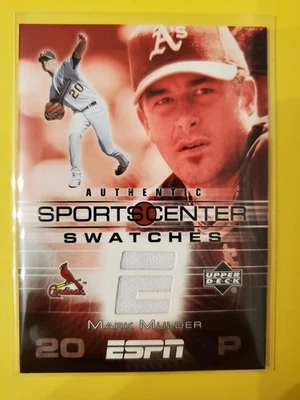 A's
20
AUTHENTIC
SPORTSCENTER
SWATCHES
E
Cardinals
UPPER
DECK
MARK MULDER
20 ESPN P